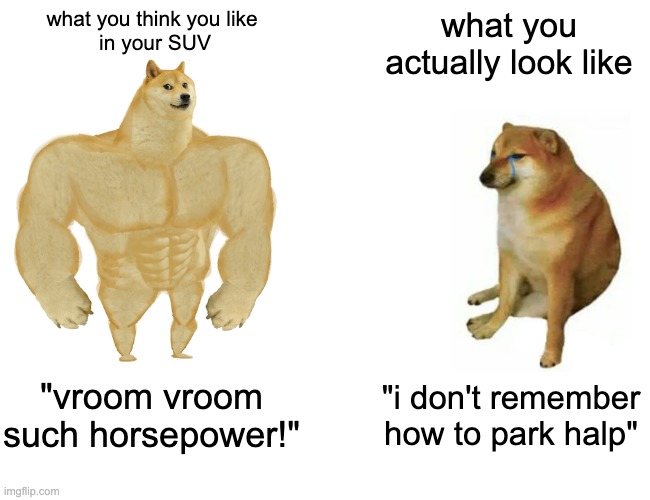 what you think you like
in your SUV
what you
actually look like
"vroom vroom
such horsepower!"
"i don't remember
how to park halp"
imgflip.com